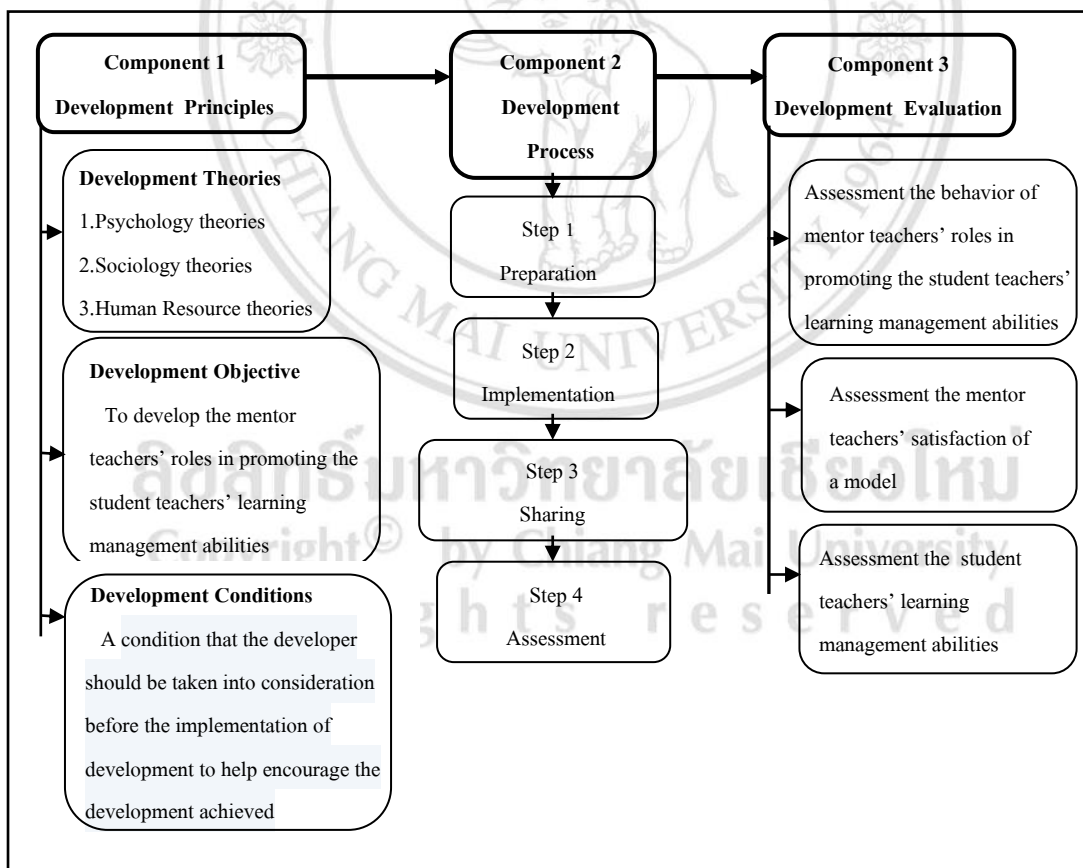 Component 1
Development Principles
Development Theories
1.Psychology theories
2.Sociology theories
3.Human Resource theories
Development Objective
To develop the mentor
teachers’ roles in promoting the
student teachers’ learning
management abilities
Development Conditions
A condition that the developer
should be taken into consideration
before the implementation of
development to help encourage the
development achieved
Component 2
Development
Process
Step 1
Preparation
Step 2
Implementation
Step 3
Sharing
Step 4
Assessment
Component 3
Development Evaluation
Assessment the behavior of
mentor teachers’ roles in
promoting the student teachers’
learning management abilities
Assessment the mentor
teachers’ satisfaction of
a model
Assessment the student
teachers’ learning
management abilities
CHIANG MAI UNIVERSITY 1964
ลิขสิทธิ์มหาวิทยาลัยเชียงใหม่
Copyright© by Chiang Mai University
ghts reserved